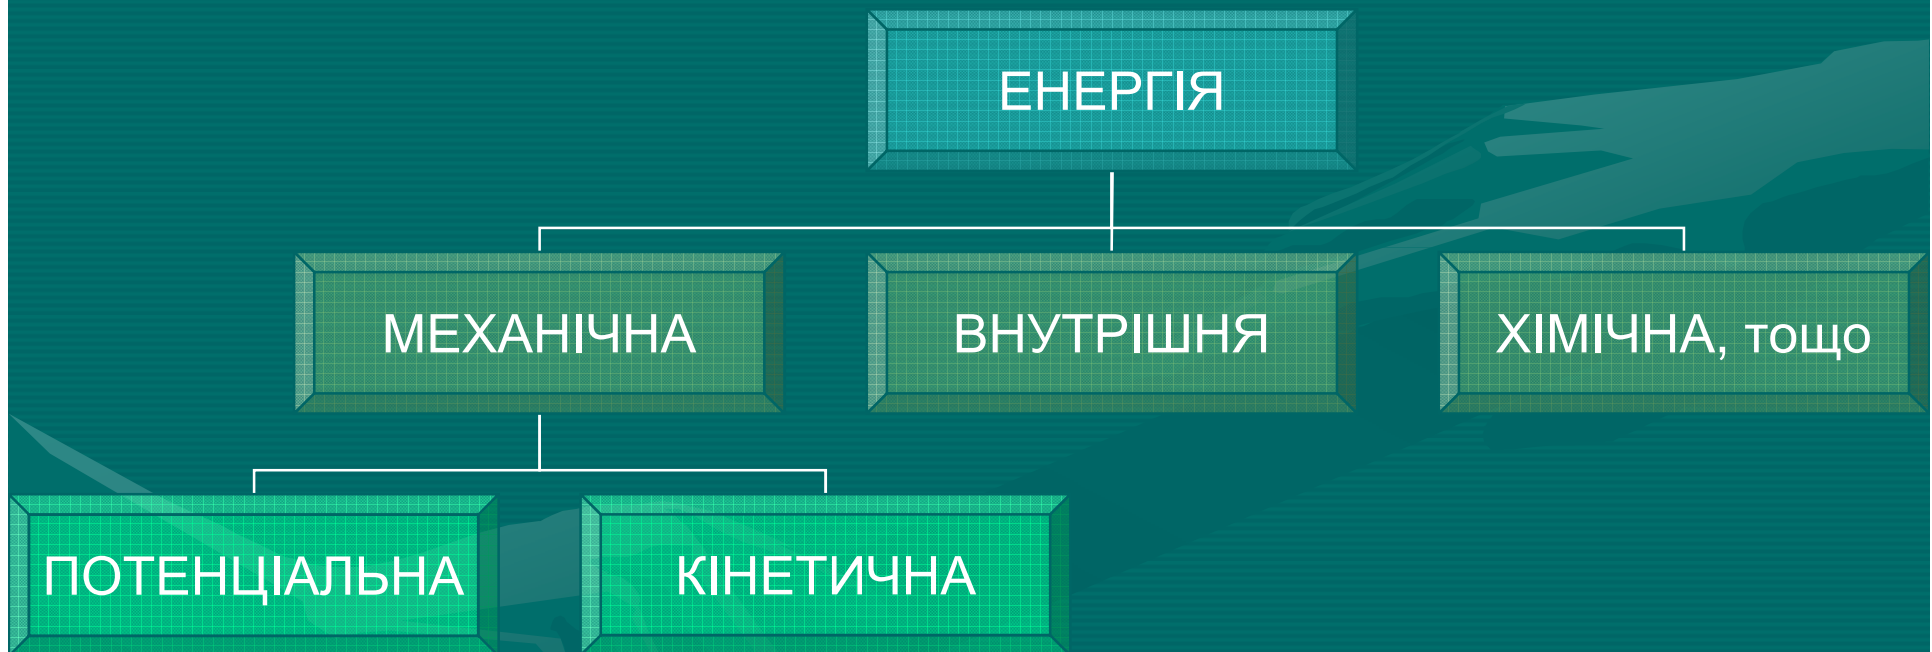 ЕНЕРГІЯ
МЕХАНІЧНА
ВНУТРІШНЯ
ХІМІЧНА, тощо
ПОТЕНЦІАЛЬНА
КІНЕТИЧНА